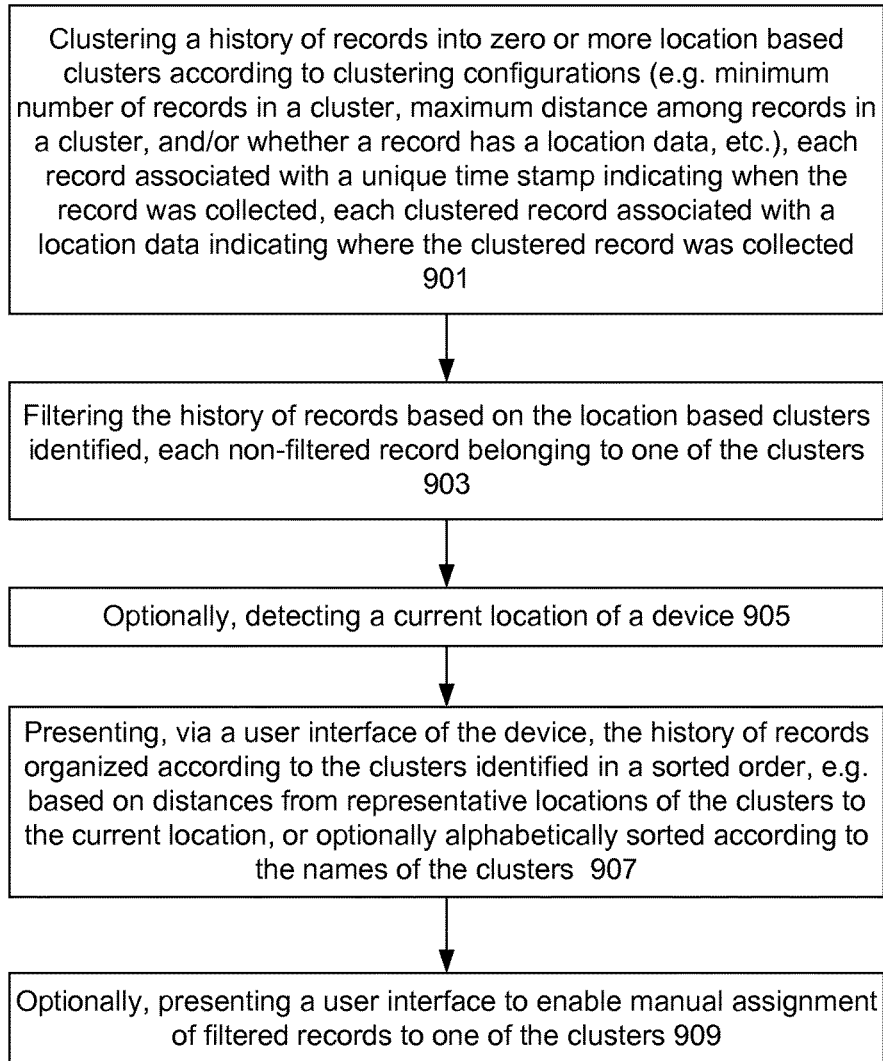 Clustering a history of records into zero or more location based
clusters according to clustering configurations (e.g. minimum
number of records in a cluster, maximum distance among records in
a cluster, and/or whether a record has a location data, etc.), each
record associated with a unique time stamp indicating when the
record was collected, each clustered record associated with a
location data indicating where the clustered record was collected
901
Filtering the history of records based on the location based clusters
identified, each non-filtered record belonging to one of the clusters
903
Optionally, detecting a current location of a device 905
Presenting, via a user interface of the device, the history of records
organized according to the clusters identified in a sorted order, e.g.
based on distances from representative locations of the clusters to
the current location, or optionally alphabetically sorted according to
the names of the clusters 907
Optionally, presenting a user interface to enable manual assignment
of filtered records to one of the clusters 909